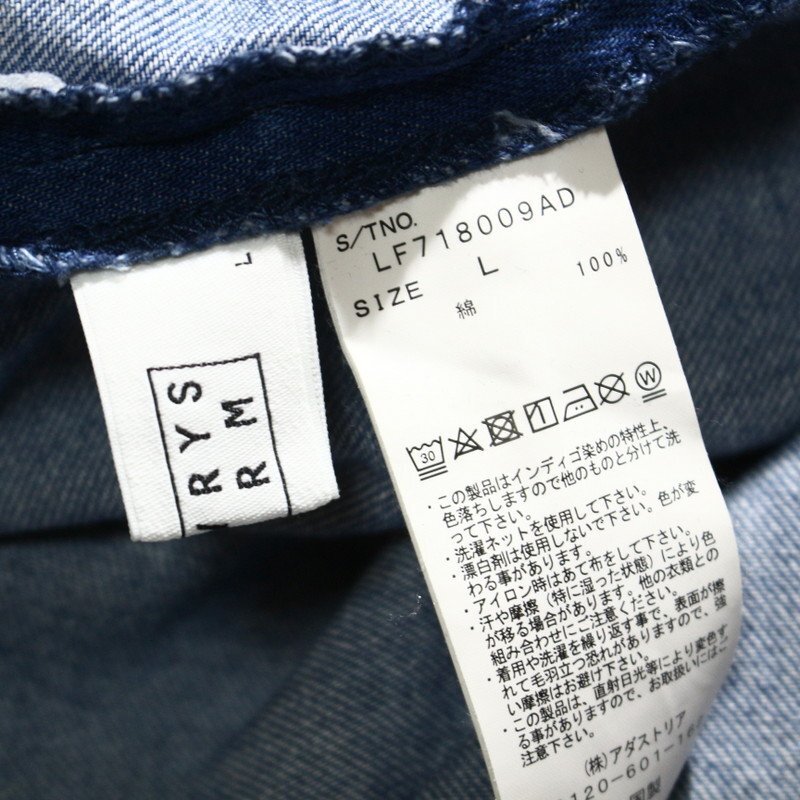 L
RYS
RM
S/TNO.
LF718009AD
SIZE L
綿 100%
30
W
・この製品はインディゴ染めの特性上、
色落ちしますので他のものと分けて洗
って下さい。
・洗濯ネットを使用して下さい。
・漂白剤は使用しないで下さい。色が変
わる事があります。
・アイロン時はあて布をして下さい。
・汗や摩擦（特に湿った状態）により色
が移る場合があります。他の衣類との
組み合わせにご注意ください。
・着用や洗濯を繰り返す事で、表面が擦
れて毛羽立つ恐れがありますので、強
い摩擦はお避け下さい。
・この製品は、直射日光等により変色す
る事がありますので、お取扱いにはご
注意下さい。
（株）アダストリア
120-601-16
国製